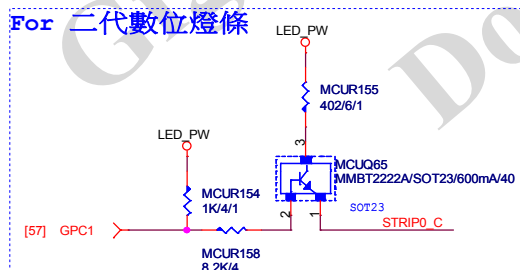 For 二代數位燈條
LED_PW
MCUR155
402/6/1
LED_PW
3
MCUQ65
MMBT2222A/SOT23/600mA/40
MCUR154
1K/4/1
2
1
SOT23
[57] GPC1
STRIP0_C
MCUR158
8.2K/4